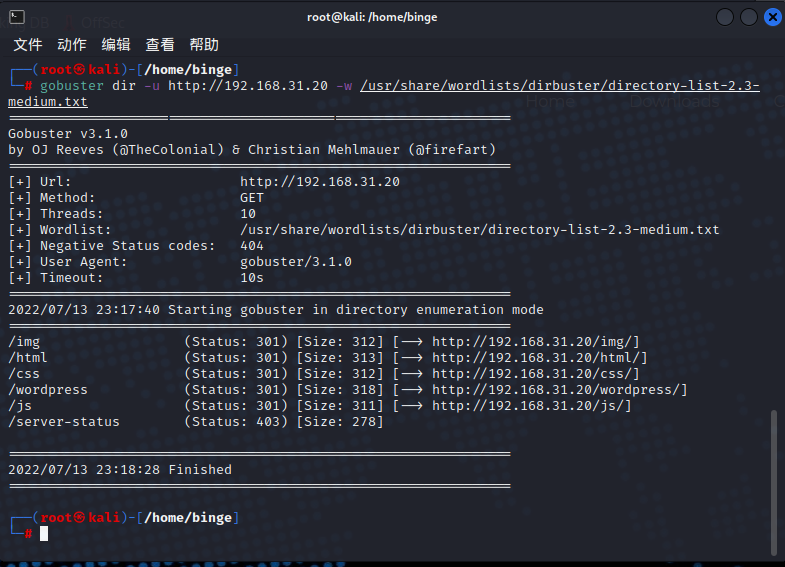 root@kali: /home/binge
文件 动作 编辑 查看 帮助
┌──(root㉿kali)-[/home/binge]
└─# gobuster dir -u http://192.168.31.20 -w /usr/share/wordlists/dirbuster/directory-list-2.3-
medium.txt
Home Downloads
===============================================================
Gobuster v3.1.0
by OJ Reeves (@TheColonial) & Christian Mehlmauer (@firefart)
===============================================================
[+] Url: http://192.168.31.20
[+] Method: GET
[+] Threads: 10
[+] Wordlist: /usr/share/wordlists/dirbuster/directory-list-2.3-medium.txt
[+] Negative Status codes: 404
[+] User Agent: gobuster/3.1.0
[+] Timeout: 10s
===============================================================
2022/07/13 23:17:40 Starting gobuster in directory enumeration mode
===============================================================
/img (Status: 301) [Size: 312] [--> http://192.168.31.20/img/]
/html (Status: 301) [Size: 313] [--> http://192.168.31.20/html/]
/css (Status: 301) [Size: 312] [--> http://192.168.31.20/css/]
/wordpress (Status: 301) [Size: 318] [--> http://192.168.31.20/wordpress/]
/js (Status: 301) [Size: 311] [--> http://192.168.31.20/js/]
/server-status (Status: 403) [Size: 278]
===============================================================
2022/07/13 23:18:28 Finished
===============================================================
┌──(root㉿kali)-[/home/binge]
└─#